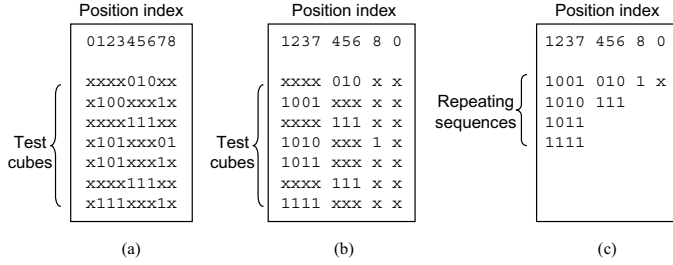 Position index
012345678
xxxx010xx
x100xxx1x
xxxx111xx
x101xxx01
x101xxx1x
xxxx111xx
x111xxx1x
Test
cubes
(a)
Position index
1237 456 8 0
xxxx 010 x x
1001 xxx x x
xxxx 111 x x
1010 xxx 1 x
1011 xxx x x
xxxx 111 x x
1111 xxx x x
Test
cubes
(b)
Position index
1237 456 8 0
1001 010 1 x
1010 111
1011
1111
Repeating
sequences
(c)